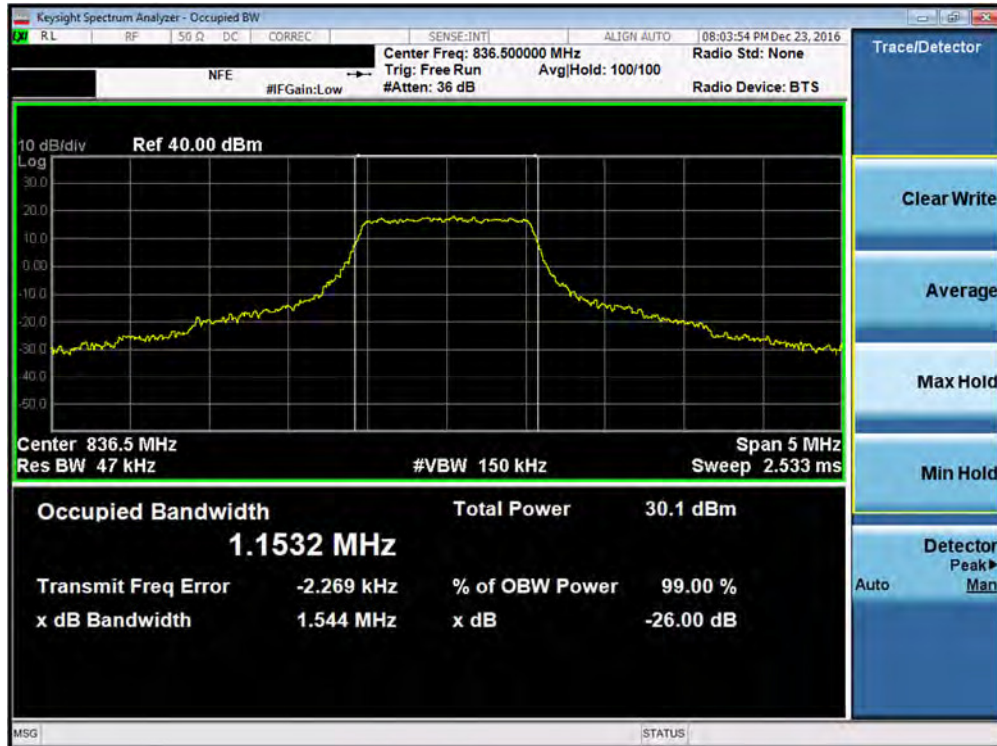 Keysight Spectrum Analyzer - Occupied BW
LXI RL RF 50 Ω DC CORREC SENSE:INT ALIGN AUTO 08:03:54 PM Dec 23, 2016
Center Freq: 836.500000 MHz Radio Std: None
NFE Trig: Free Run Avg|Hold: 100/100
#IFGain:Low #Atten: 36 dB Radio Device: BTS
10 dB/div Ref 40.00 dBm
Log
30.0
20.0
10.0
0.00
-10.0
-20.0
-30.0
-40.0
-50.0
Center 836.5 MHz Span 5 MHz
Res BW 47 kHz #VBW 150 kHz Sweep 2.533 ms
Occupied Bandwidth Total Power 30.1 dBm
1.1532 MHz
Transmit Freq Error -2.269 kHz % of OBW Power 99.00 %
x dB Bandwidth 1.544 MHz x dB -26.00 dB
MSG STATUS
Trace/Detector
Clear Write
Average
Max Hold
Min Hold
Detector
Peak▶
Auto Man